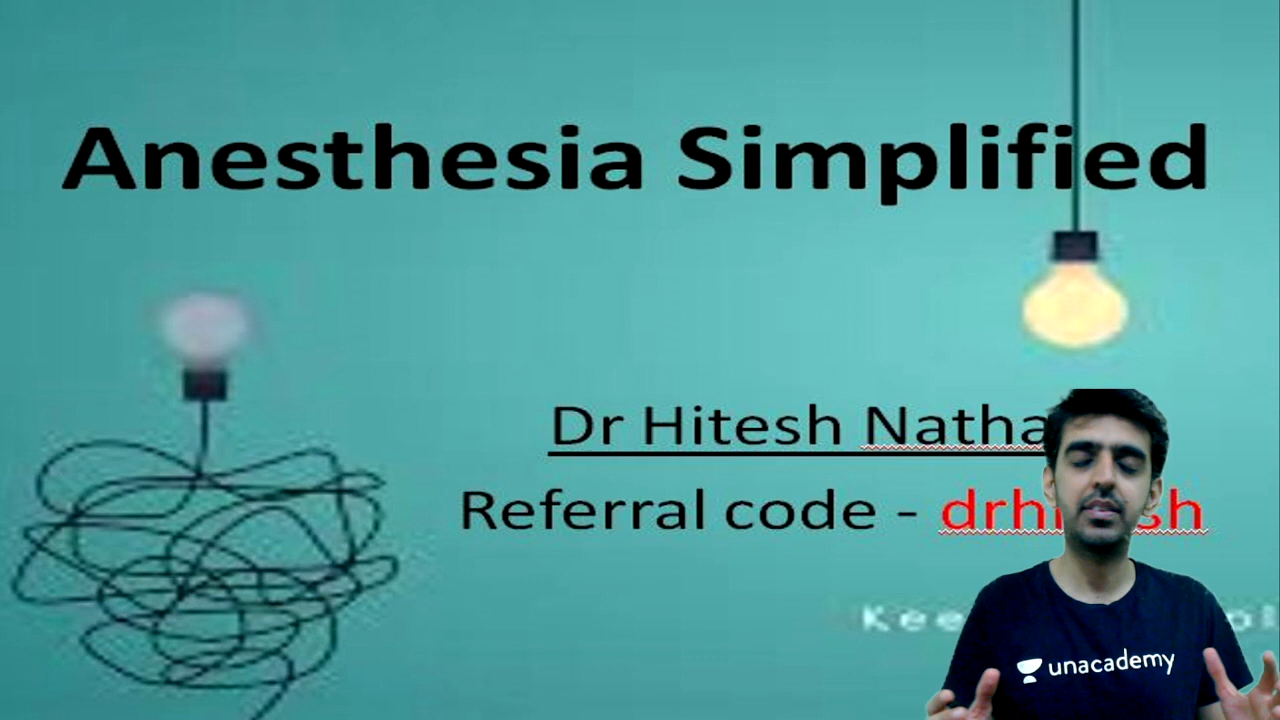 Anesthesia Simplified
Dr Hitesh
Referral code -
unacademy